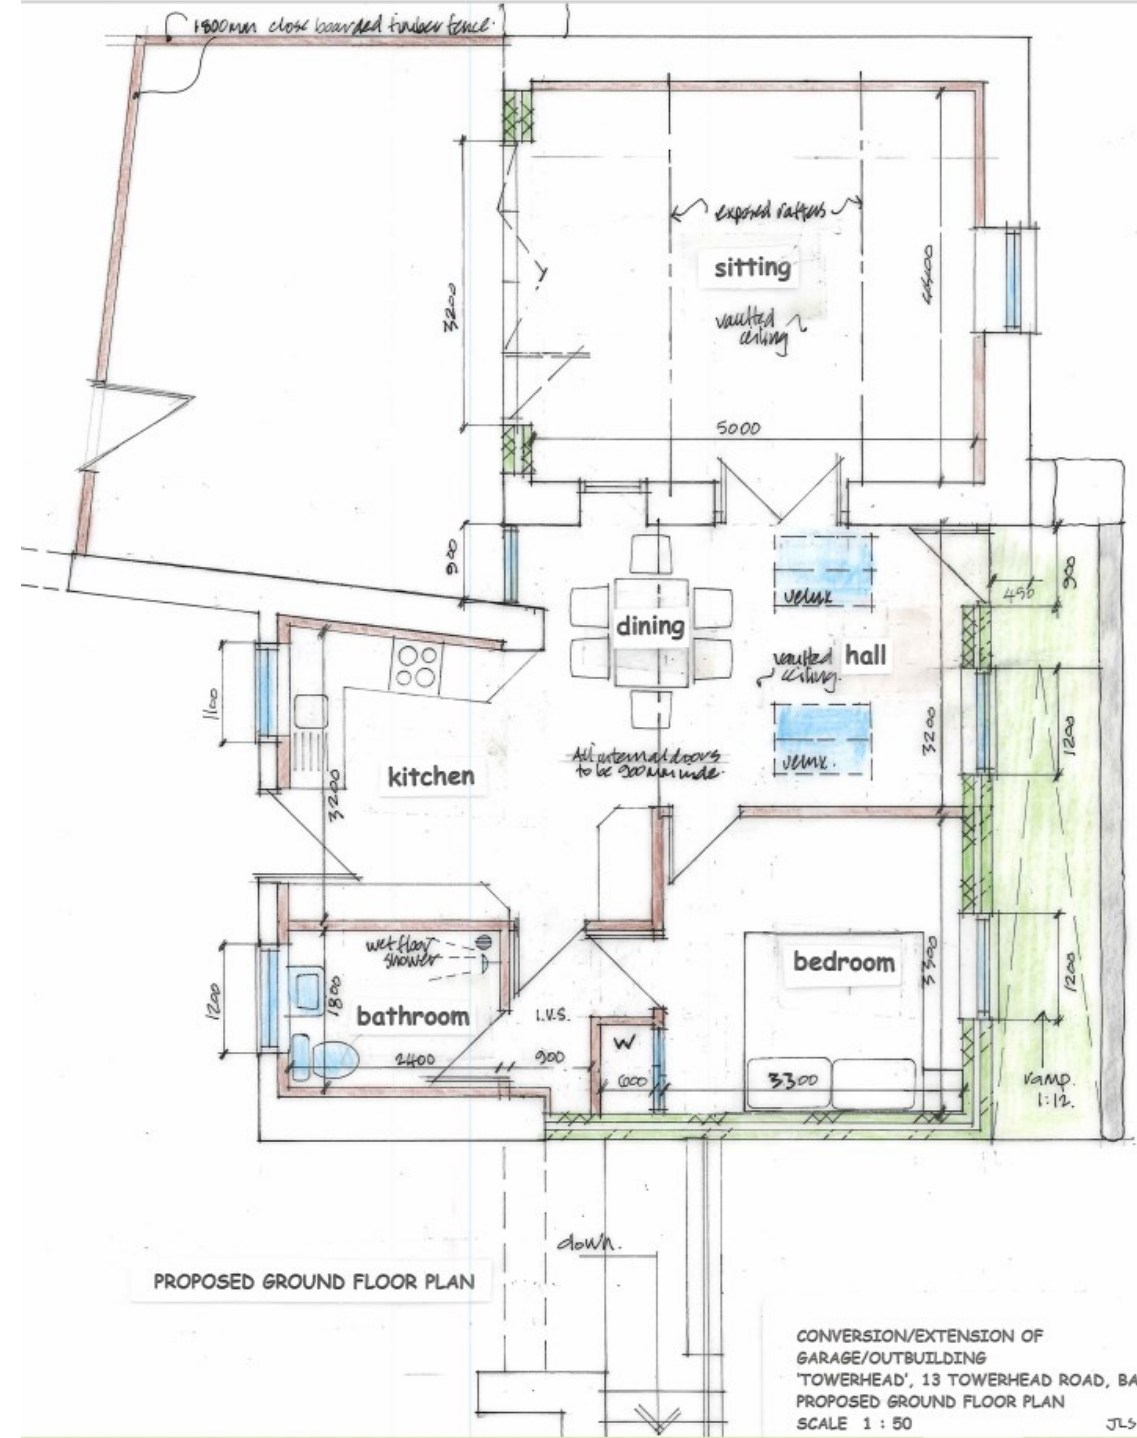 1800mm close boarded timber fence.
exposed rafters
sitting
3200
4400
vaulted
ceiling
5000
900
velux
450
900
dining
hall
vaulted
ceiling.
1100
3200
1200
velux.
All internal doors
to be 900mm wide.
kitchen
3200
wet floor
shower
bedroom
3300
1200
1200
1800
bathroom
I.V.S.
W
2400
900
600
3300
ramp.
1:12.
down.
PROPOSED GROUND FLOOR PLAN
CONVERSION/EXTENSION OF
GARAGE/OUTBUILDING
'TOWERHEAD', 13 TOWERHEAD ROAD, BA
PROPOSED GROUND FLOOR PLAN
SCALE 1 : 50
JLS